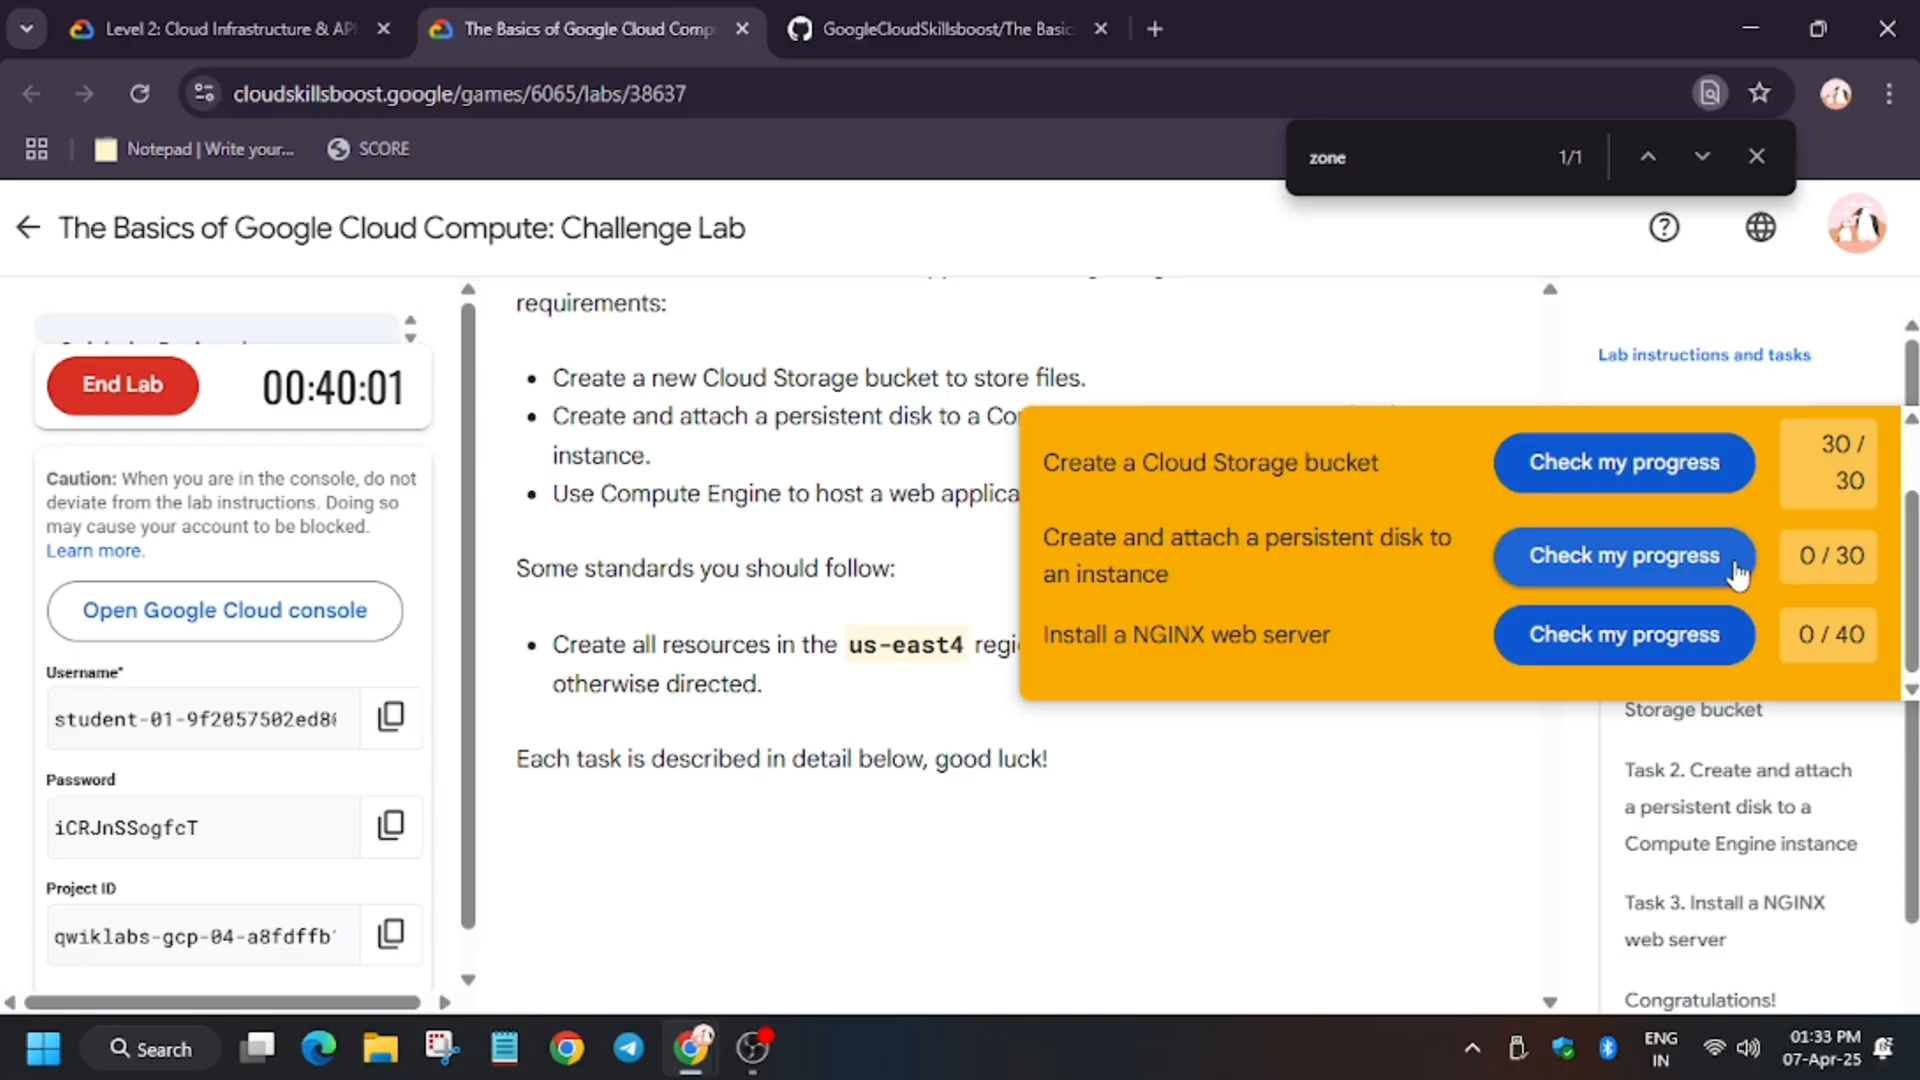 Level 2: Cloud Infrastructure & API
The Basics of Google Cloud Comp
GoogleCloudSkillsboost/The Basic
cloudskillsboost.google/games/6065/labs/38637
Notepad | Write your...
SCORE
zone
1/1
The Basics of Google Cloud Compute: Challenge Lab
End Lab
00:40:01
Caution: When you are in the console, do not
deviate from the lab instructions. Doing so
may cause your account to be blocked.
Learn more.
Open Google Cloud console
Username*
student-01-9f2057502ed8
Password
iCRJnSSogfcT
Project ID
qwiklabs-gcp-04-a8fdffb
requirements:
• Create a new Cloud Storage bucket to store files.
• Create and attach a persistent disk to a Co
instance.
• Use Compute Engine to host a web applica
Some standards you should follow:
• Create all resources in the us-east4 regi
otherwise directed.
Each task is described in detail below, good luck!
Create a Cloud Storage bucket
Check my progress
30 /
30
Create and attach a persistent disk to
an instance
Check my progress
0 / 30
Install a NGINX web server
Check my progress
0 / 40
Lab instructions and tasks
Storage bucket
Task 2. Create and attach
a persistent disk to a
Compute Engine instance
Task 3. Install a NGINX
web server
Congratulations!
Search
ENG
IN
01:33 PM
07-Apr-25